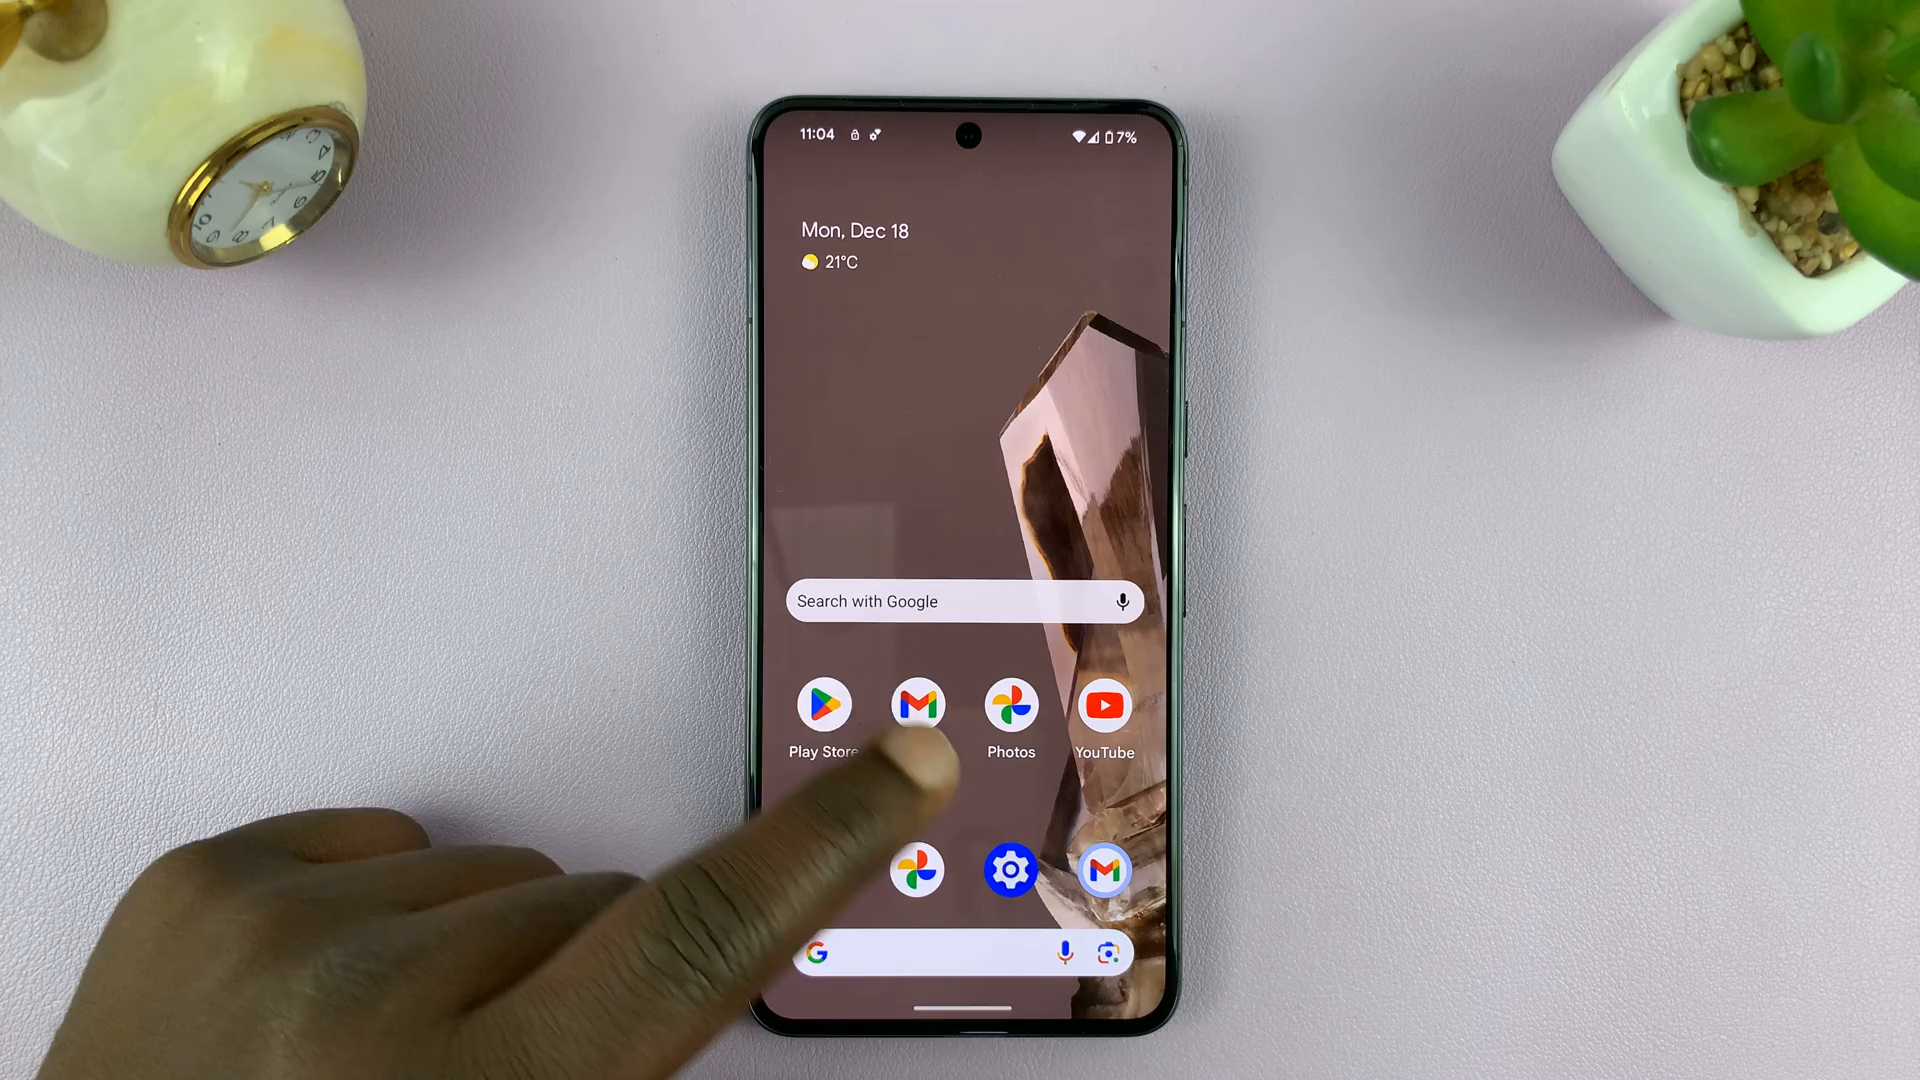 11:04 7%
Mon, Dec 18
21°C
Search with Google
Play Store Photos YouTube